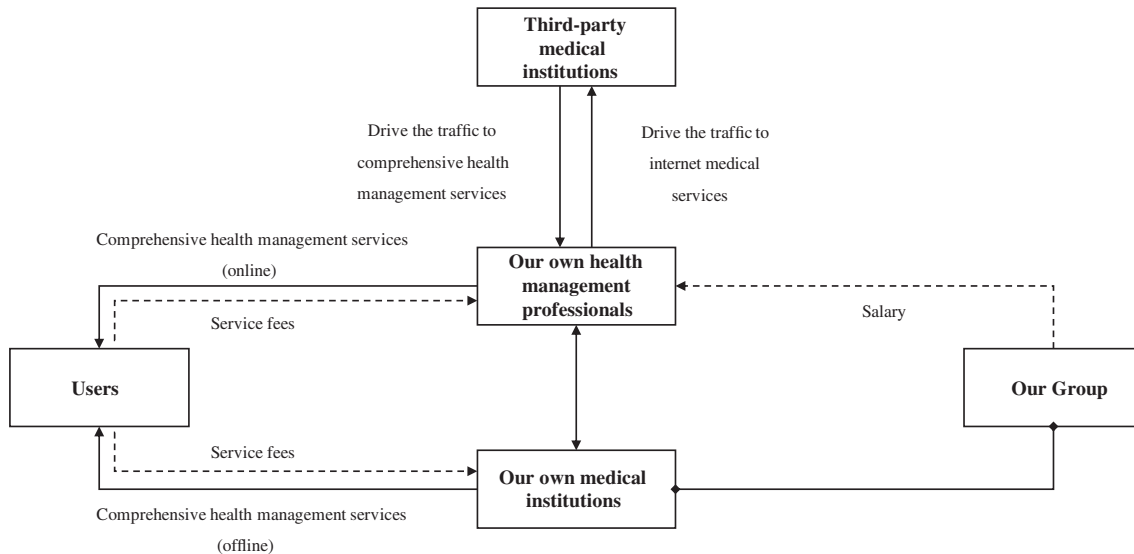 Third-party
medical
institutions
Drive the traffic to
comprehensive health
management services
Drive the traffic to
internet medical
services
Comprehensive health management services
(online)
Our own health
management
professionals
Service fees
Salary
Users
Our Group
Service fees
Our own medical
institutions
Comprehensive health management services
(offline)